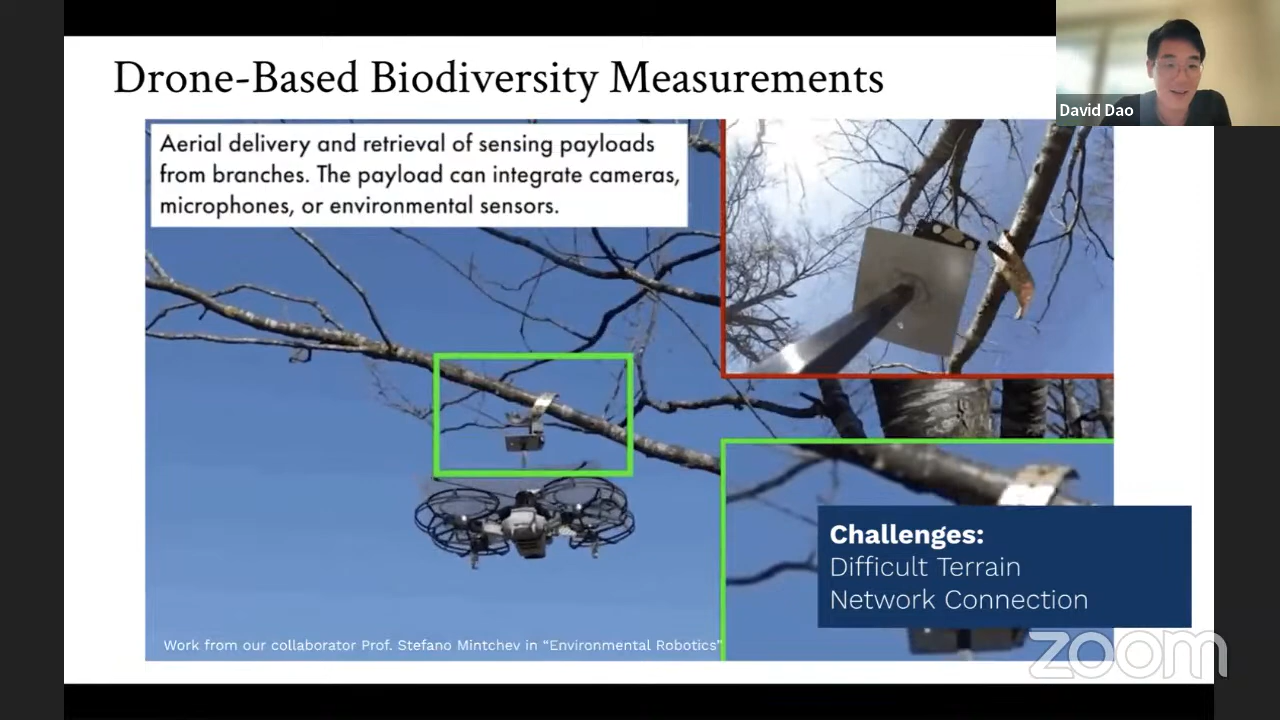 Drone-Based Biodiversity Measurements
David Dao
Aerial delivery and retrieval of sensing payloads
from branches. The payload can integrate cameras,
microphones, or environmental sensors.
Challenges:
Difficult Terrain
Network Connection
Work from our collaborator Prof. Stefano Mintchev in “Environmental Robotics”
zoom